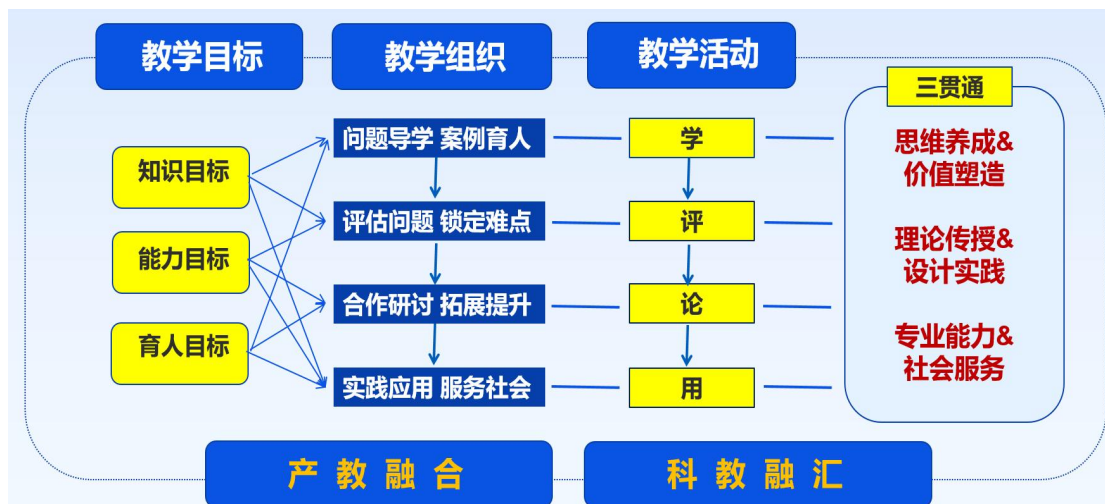 教学目标
教学组织
教学活动
三贯通
知识目标
能力目标
育人目标
问题导学 案例育人
评估问题 锁定难点
合作研讨 拓展提升
实践应用 服务社会
学
评
论
用
思维养成&
价值塑造
理论传授&
设计实践
专业能力&
社会服务
产教融合
科教融汇